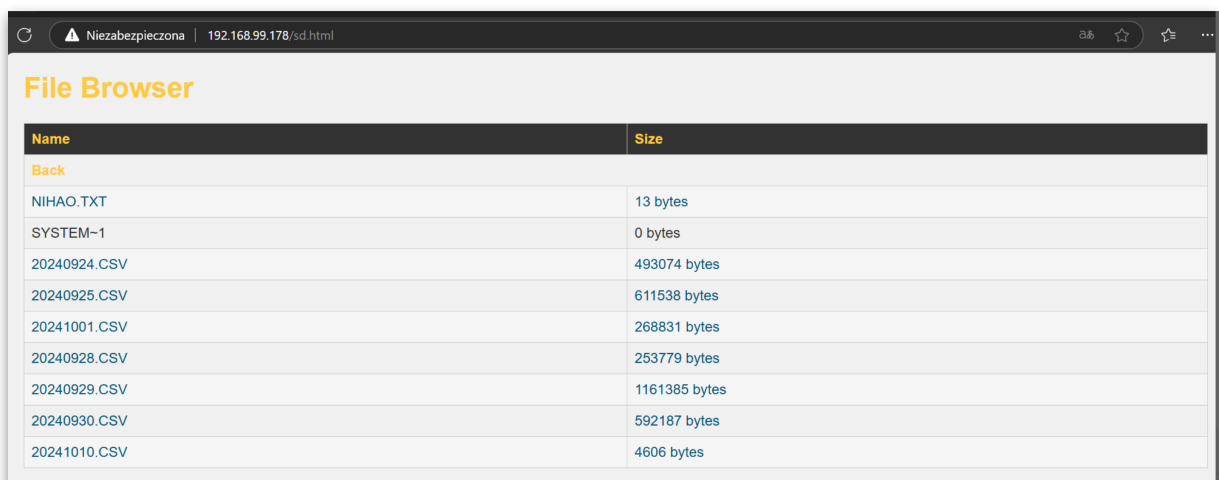 Niezabezpieczona | 192.168.99.178/sd.html
File Browser
Name Size
Back
NIHAO.TXT 13 bytes
SYSTEM~1 0 bytes
20240924.CSV 493074 bytes
20240925.CSV 611538 bytes
20241001.CSV 268831 bytes
20240928.CSV 253779 bytes
20240929.CSV 1161385 bytes
20240930.CSV 592187 bytes
20241010.CSV 4606 bytes